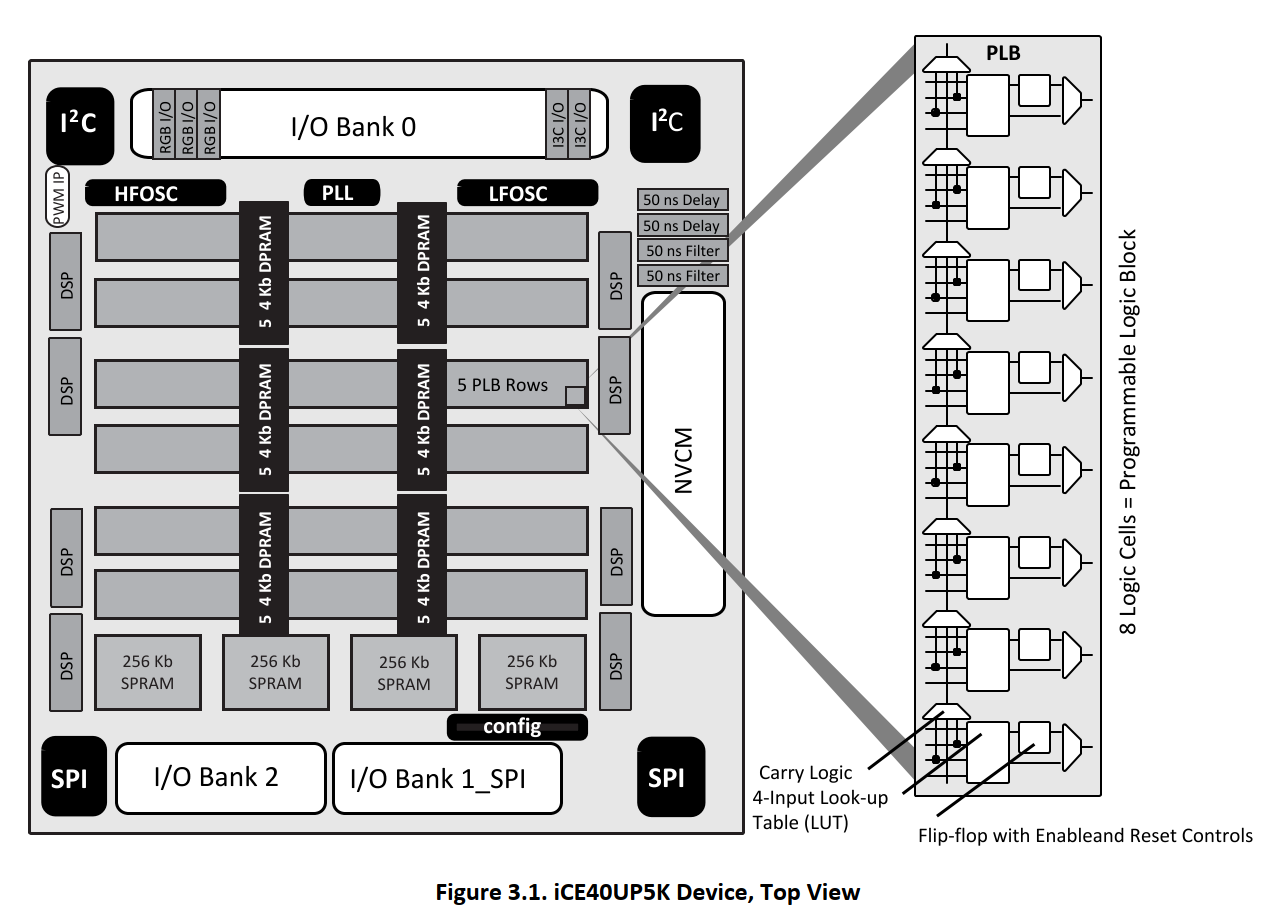 PLB
I²C
RGB I/O
RGB I/O
RGB I/O
I/O Bank 0
I3C I/O
I3C I/O
I²C
PWM IP
HFOSC
PLL
LFOSC
50 ns Delay
50 ns Delay
50 ns Filter
50 ns Filter
DSP
5 4 Kb DPRAM
5 4 Kb DPRAM
DSP
DSP
5 4 Kb DPRAM
5 4 Kb DPRAM
5 PLB Rows
DSP
NVCM
8 Logic Cells = Programmable Logic Block
DSP
5 4 Kb DPRAM
5 4 Kb DPRAM
DSP
DSP
256 Kb
SPRAM
256 Kb
SPRAM
256 Kb
SPRAM
256 Kb
SPRAM
DSP
config
SPI
I/O Bank 2
I/O Bank 1_SPI
SPI
Carry Logic
4-Input Look-up
Table (LUT)
Flip-flop with Enableand Reset Controls
Figure 3.1. iCE40UP5K Device, Top View